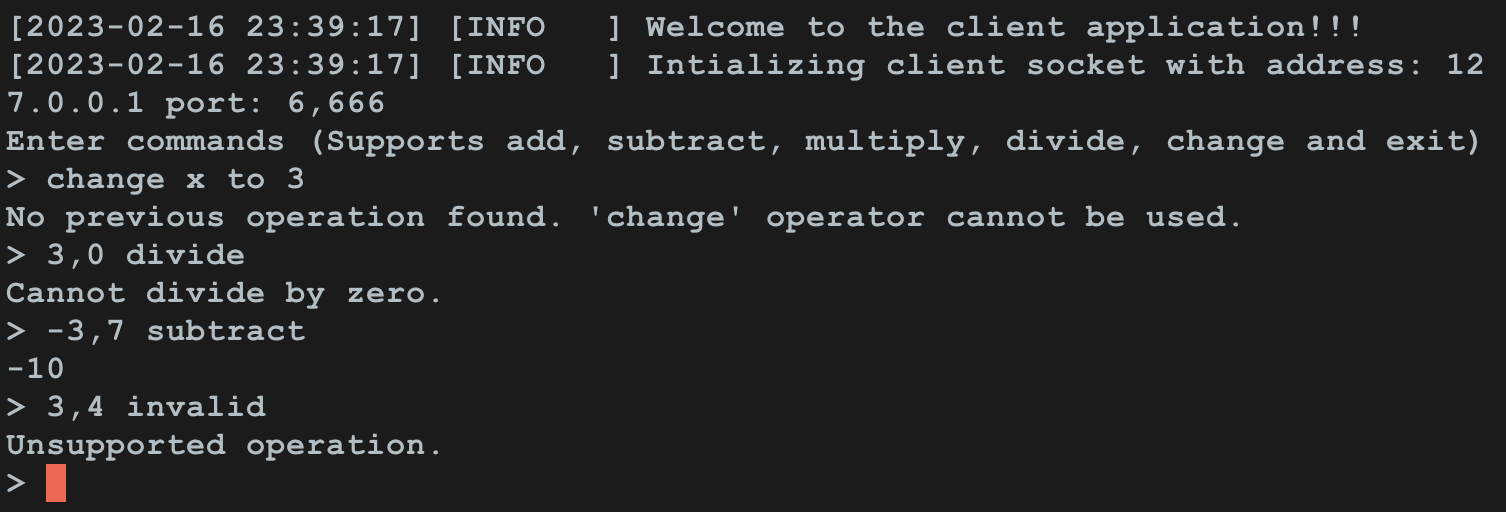 [2023-02-16 23:39:17] [INFO   ] Welcome to the client application!!!
[2023-02-16 23:39:17] [INFO   ] Intializing client socket with address: 12
7.0.0.1 port: 6,666
Enter commands (Supports add, subtract, multiply, divide, change and exit)
> change x to 3
No previous operation found. 'change' operator cannot be used.
> 3,0 divide
Cannot divide by zero.
> -3,7 subtract
-10
> 3,4 invalid
Unsupported operation.
>